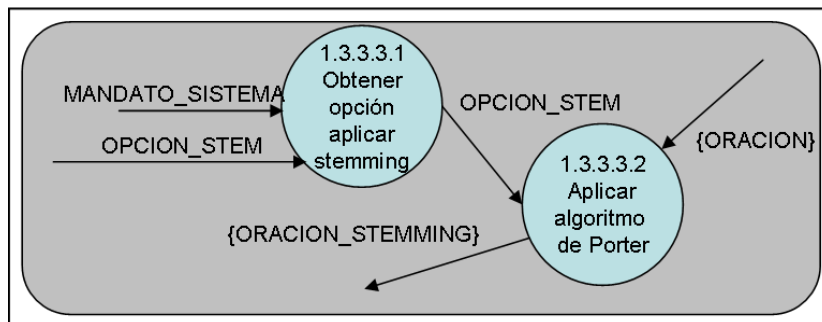 1.3.3.3.1
Obtener
opción
aplicar
stemming
MANDATO_SISTEMA
OPCION_STEM
OPCION_STEM
{ORACION}
1.3.3.3.2
Aplicar
algoritmo
de Porter
{ORACION_STEMMING}